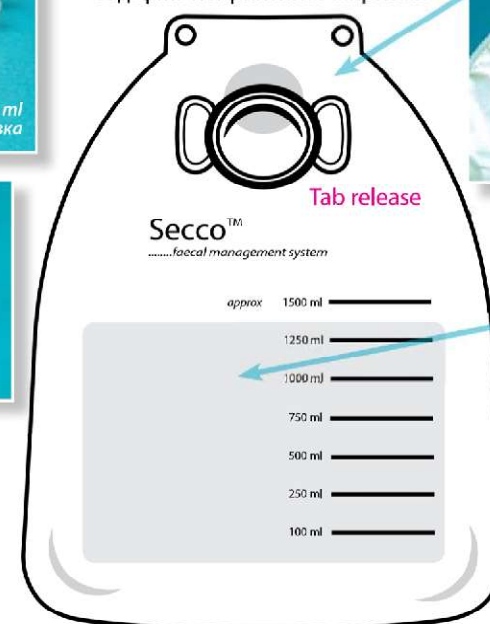 ml
вка
Tab release
Secco™
........faecal management system
approx 1500 ml
1250 ml
1000 ml
750 ml
500 ml
250 ml
100 ml